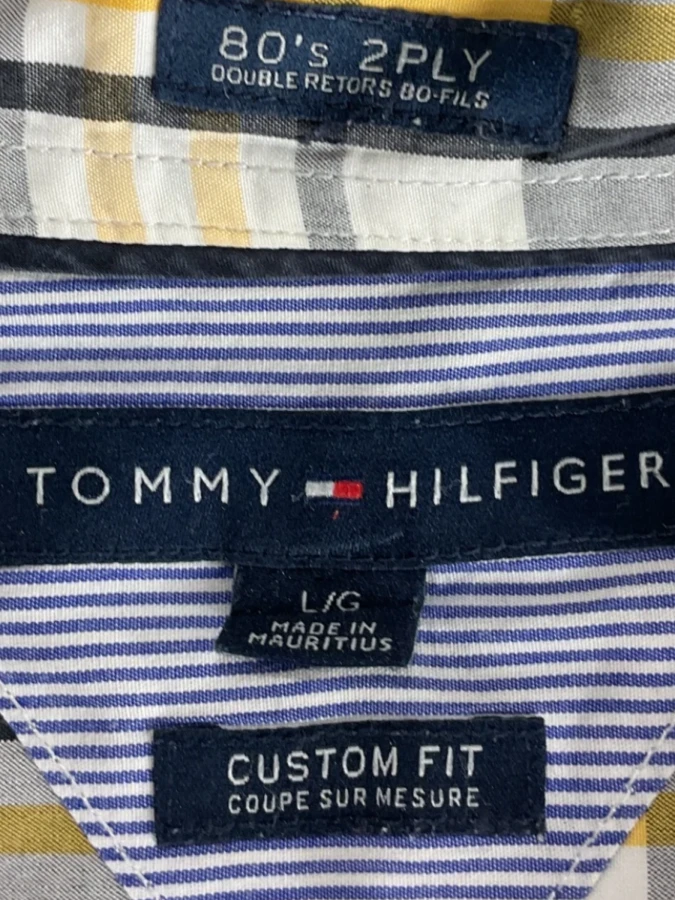 80's 2PLY
DOUBLE RETORS 80-FILS
TOMMY HILFIGER
L/G
MADE IN
MAURITIUS
CUSTOM FIT
COUPE SUR MESURE